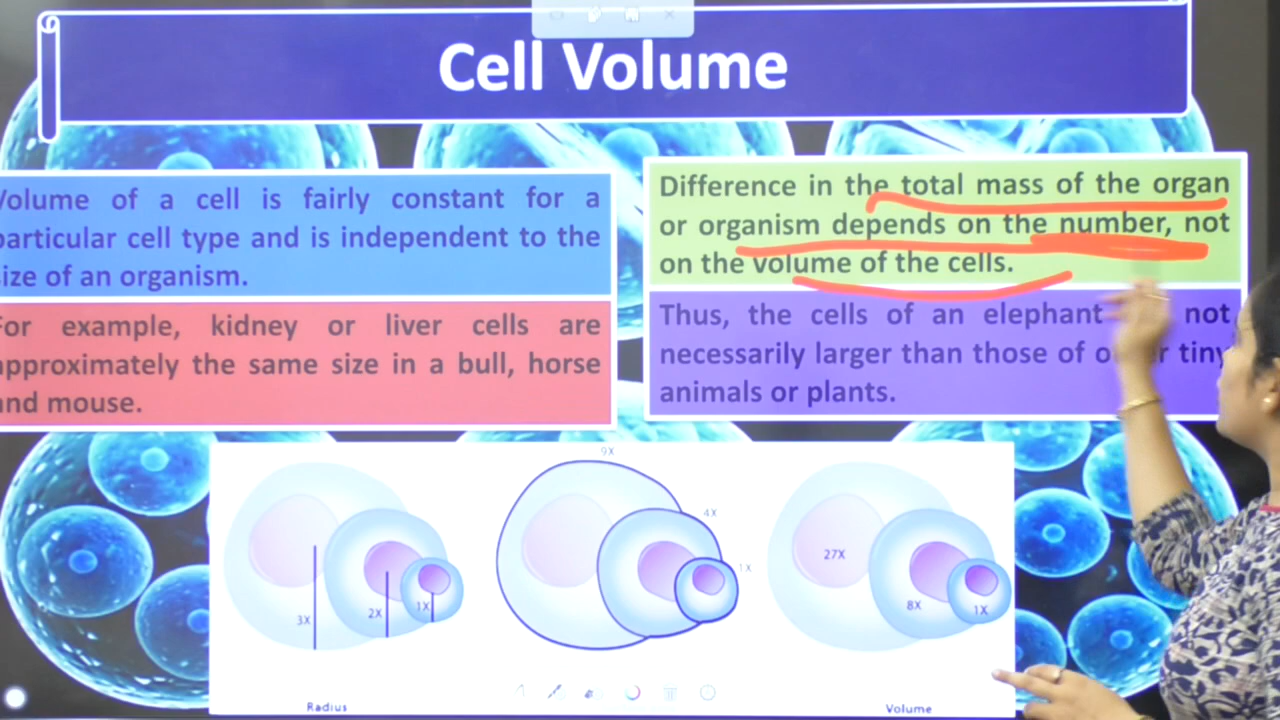 Cell Volume
Volume of a cell is fairly constant for a
particular cell type and is independent to the
size of an organism.
For example, kidney or liver cells are
approximately the same size in a bull, horse
and mouse.
Difference in the total mass of the organ
or organism depends on the number, not
on the volume of the cells.
Thus, the cells of an elephant not
necessarily larger than those of tiny
animals or plants.
3X
2X
1X
Radius
9X
4X
1X
27X
8X
1X
Volume